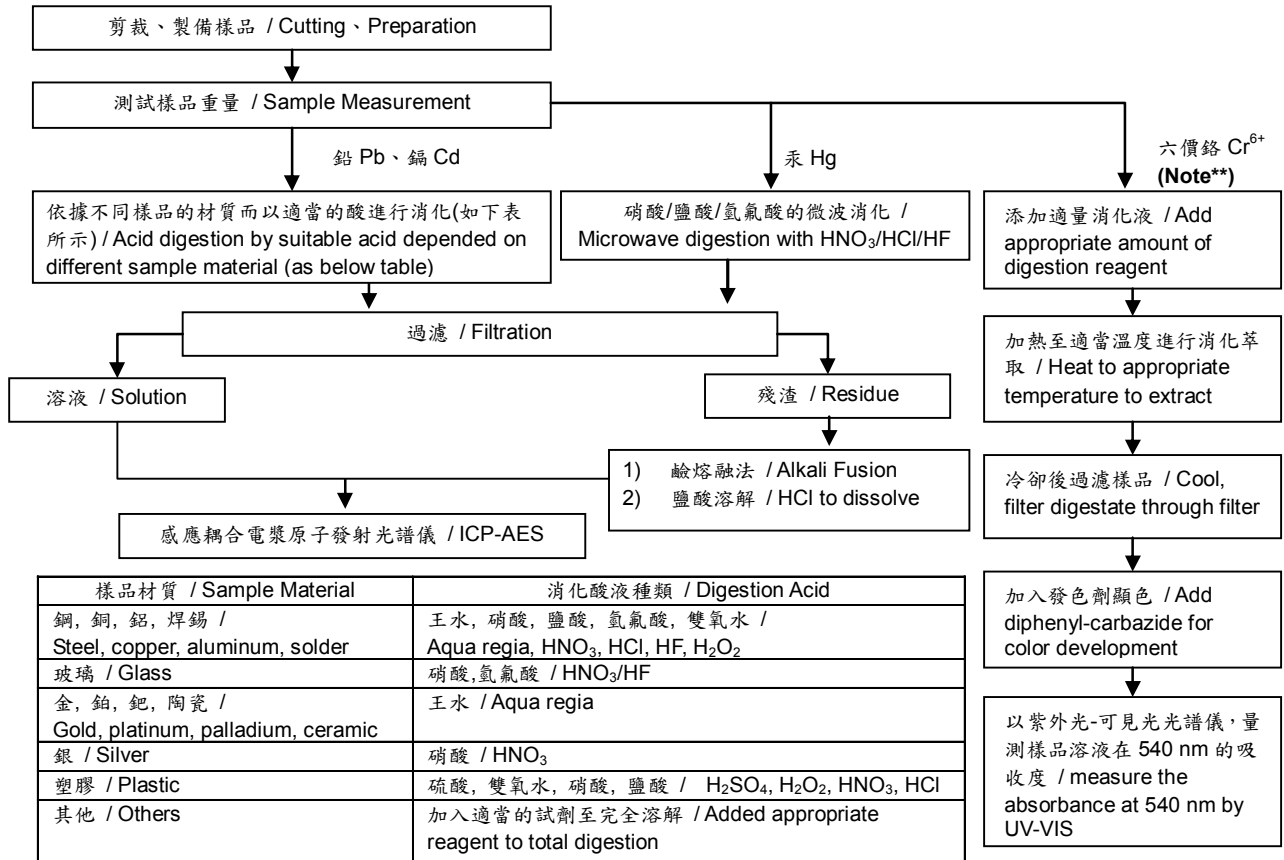 剪裁、製備樣品 / Cutting、Preparation
測試樣品重量 / Sample Measurement
鉛 Pb、鎘 Cd
汞 Hg
六價鉻 Cr⁶⁺
(Note**)
依據不同樣品的材質而以適當的酸進行消化(如下表
所示) / Acid digestion by suitable acid depended on
different sample material (as below table)
硝酸/鹽酸/氫氟酸的微波消化 /
Microwave digestion with HNO₃/HCl/HF
添加適量消化液 / Add
appropriate amount of
digestion reagent
過濾 / Filtration
加熱至適當溫度進行消化萃
取 / Heat to appropriate
temperature to extract
溶液 / Solution
殘渣 / Residue
1) 鹼熔融法 / Alkali Fusion
2) 鹽酸溶解 / HCl to dissolve
冷卻後過濾樣品 / Cool,
filter digestate through filter
感應耦合電漿原子發射光譜儀 / ICP-AES
加入發色劑顯色 / Add
diphenyl-carbazide for
color development
以紫外光-可見光光譜儀，量
測樣品溶液在 540 nm 的吸
收度 / measure the
absorbance at 540 nm by
UV-VIS
樣品材質 / Sample Material
消化酸液種類 / Digestion Acid
鋼, 銅, 鋁, 焊錫 /
Steel, copper, aluminum, solder
王水, 硝酸, 鹽酸, 氫氟酸, 雙氧水 /
Aqua regia, HNO₃, HCl, HF, H₂O₂
玻璃 / Glass
硝酸,氫氟酸 / HNO₃/HF
金, 鉑, 鈀, 陶瓷 /
Gold, platinum, palladium, ceramic
王水 / Aqua regia
銀 / Silver
硝酸 / HNO₃
塑膠 / Plastic
硫酸, 雙氧水, 硝酸, 鹽酸 / H₂SO₄, H₂O₂, HNO₃, HCl
其他 / Others
加入適當的試劑至完全溶解 / Added appropriate
reagent to total digestion